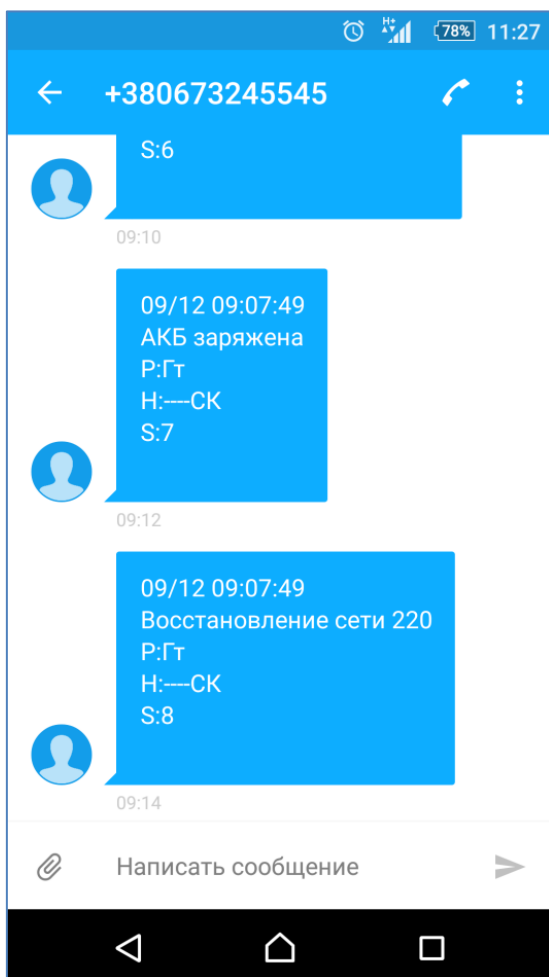 H+ 78% 11:27
+380673245545
S:6
09:10
09/12 09:07:49
АКБ заряжена
Р:Гт
Н:----СК
S:7
09:12
09/12 09:07:49
Восстановление сети 220
Р:Гт
Н:----СК
S:8
09:14
Написать сообщение